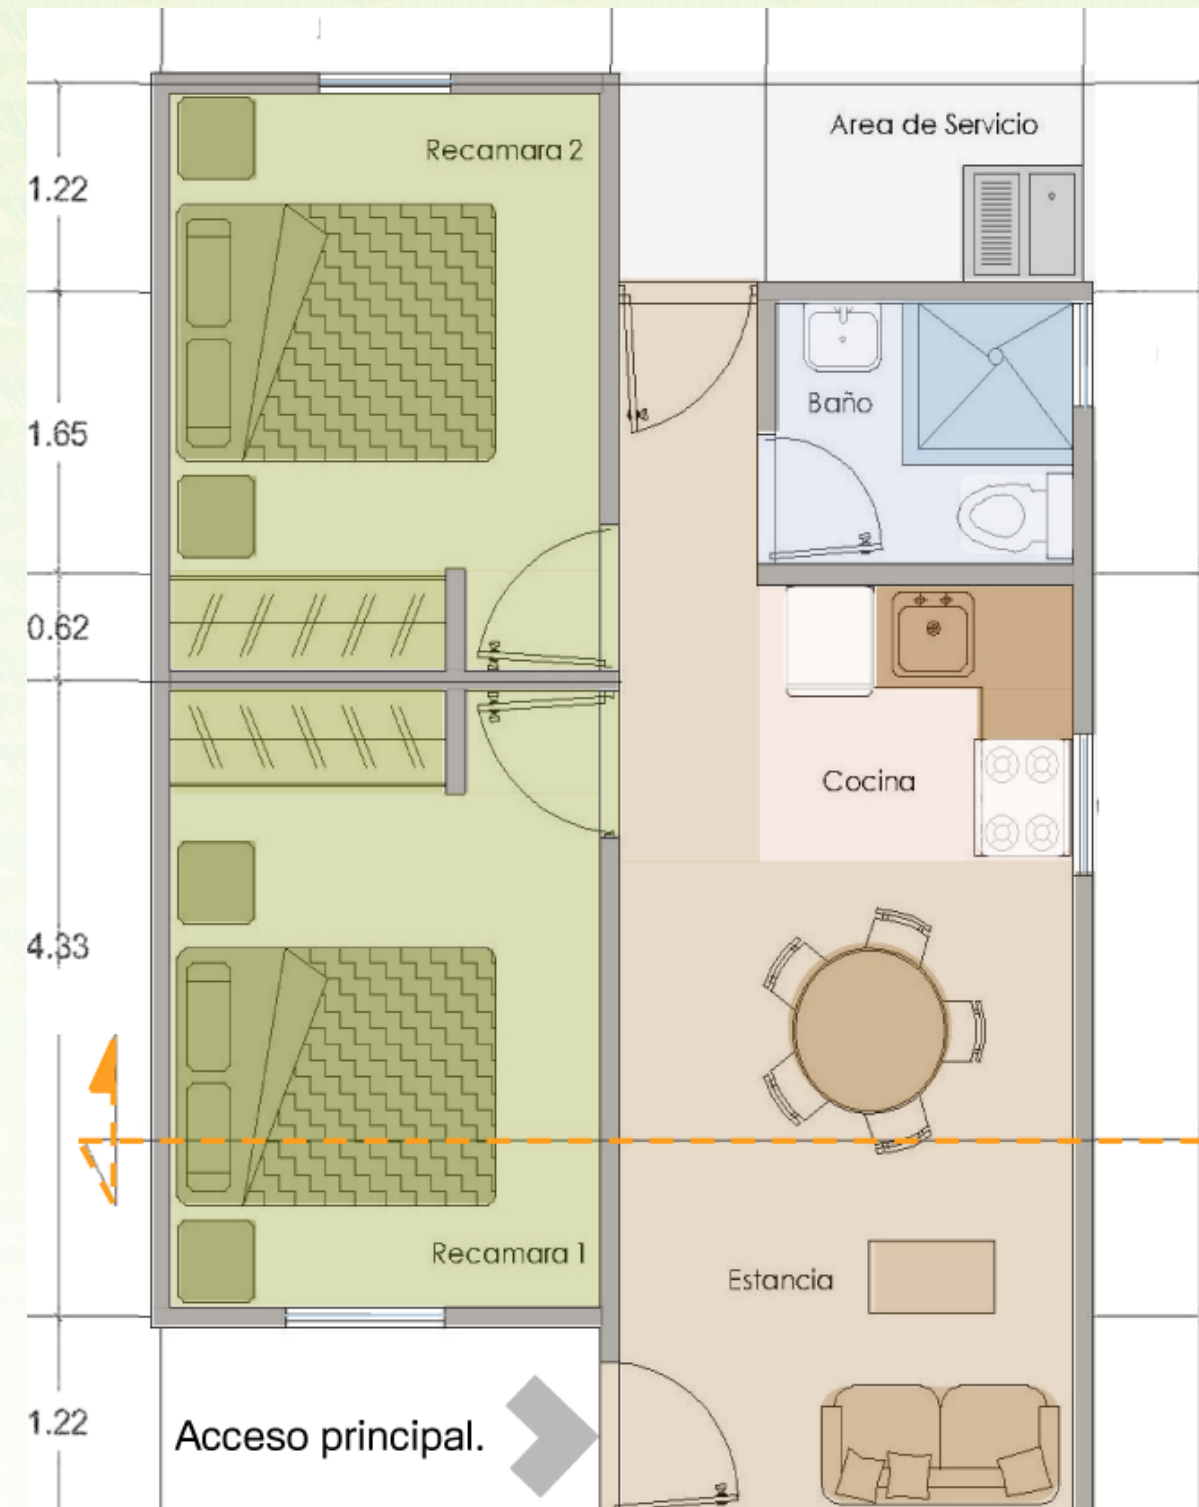 Area de Servicio
Recamara 2
1.22
Baño
1.65
0.62
Cocina
4.33
Recamara 1
Estancia
1.22
Acceso principal.